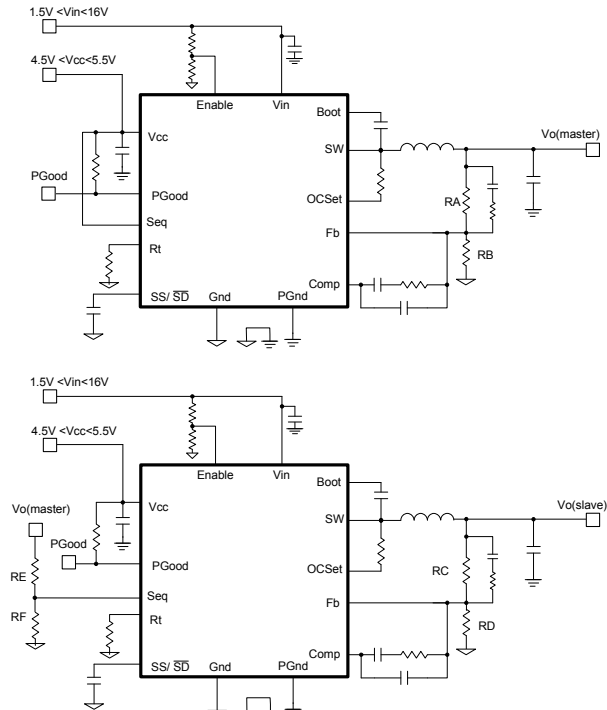 1.5V <Vin<16V
4.5V <Vcc<5.5V
Enable Vin
Boot
Vcc
SW
Vo(master)
PGood
PGood
OCSet
RA
Seq
Fb
Rt
RB
Comp
SS/ SD Gnd PGnd
1.5V <Vin<16V
4.5V <Vcc<5.5V
Enable Vin
Boot
Vcc
Vo(master)
SW
Vo(slave)
PGood
PGood
OCSet
RE
RC
Seq
Fb
RF
Rt
RD
Comp
SS/ SD Gnd PGnd